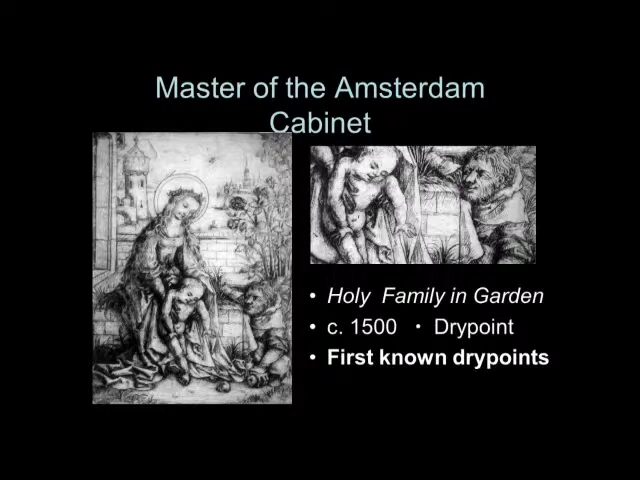 Master of the Amsterdam
Cabinet
• Holy Family in Garden
• c. 1500 • Drypoint
• First known drypoints